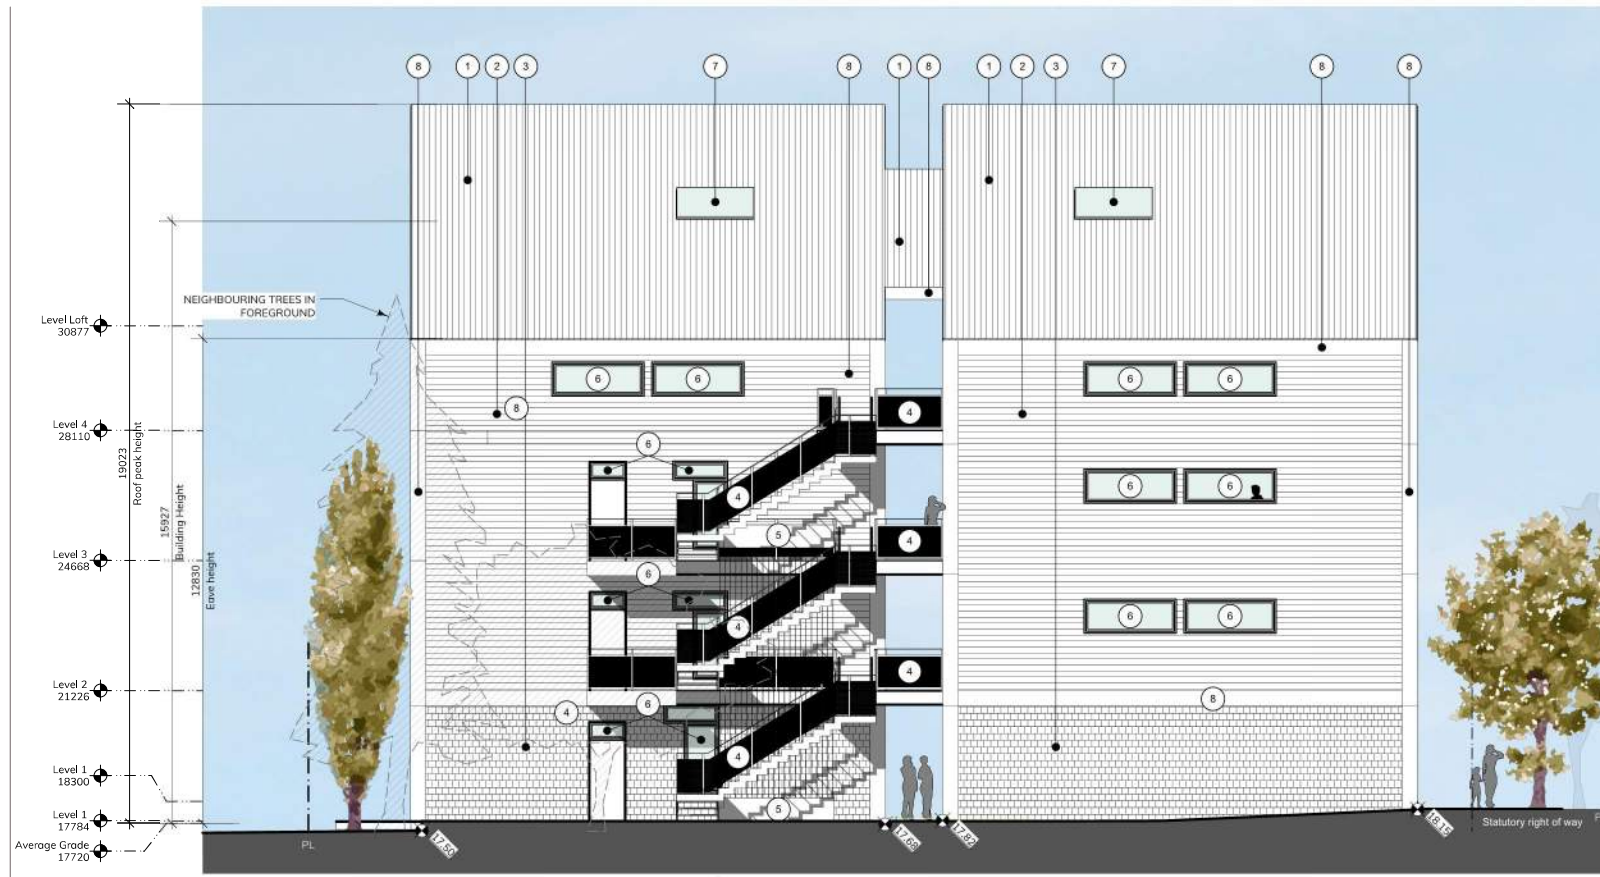 8 1 2 3 7 8 1 8 1 2 3 7 8 8
NEIGHBOURING TREES IN
FOREGROUND
Level Loft
30877
6 6 6 6
8
4
Level 4
28110
19023
Roof peak height
6
4
6 6
15927
Building Height
5
4
Level 3
24668
12830
Eave height
6
4
6 6
4
Level 2
21226
8
4
6
4
Level 1
18300
5
Level 1
17784
Average Grade
17720
PL
17.50
17.69
17.82
18.15
Statutory right of way
P